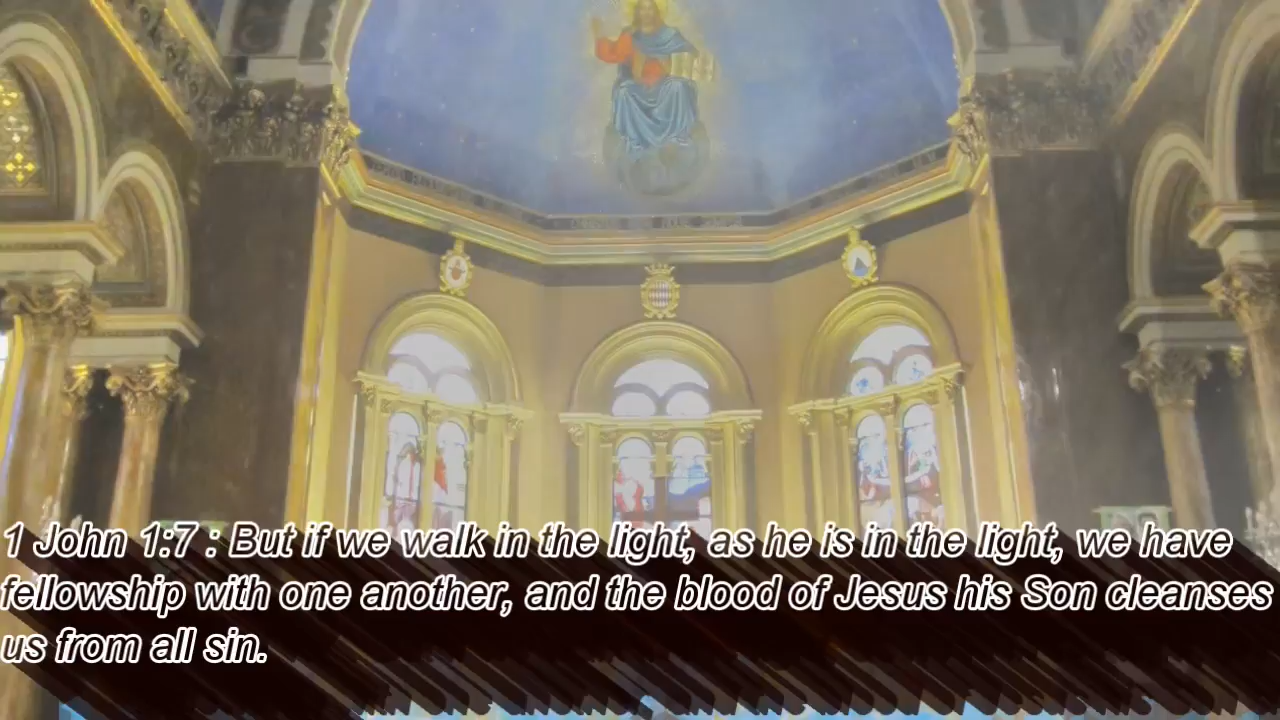 1 John 1:7 : But if we walk in the light, as he is in the light, we have
fellowship with one another, and the blood of Jesus his Son cleanses
us from all sin.